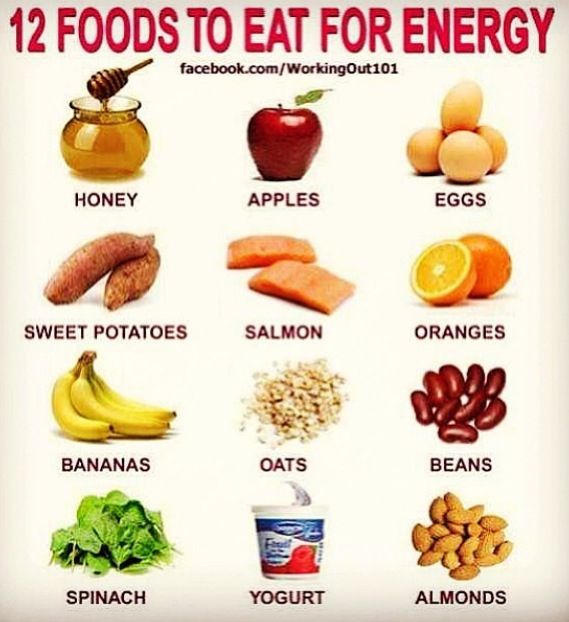 12 FOODS TO EAT FOR ENERGY
facebook.com/WorkingOut101
HONEY
APPLES
EGGS
SWEET POTATOES
SALMON
ORANGES
BANANAS
OATS
BEANS
SPINACH
YOGURT
ALMONDS